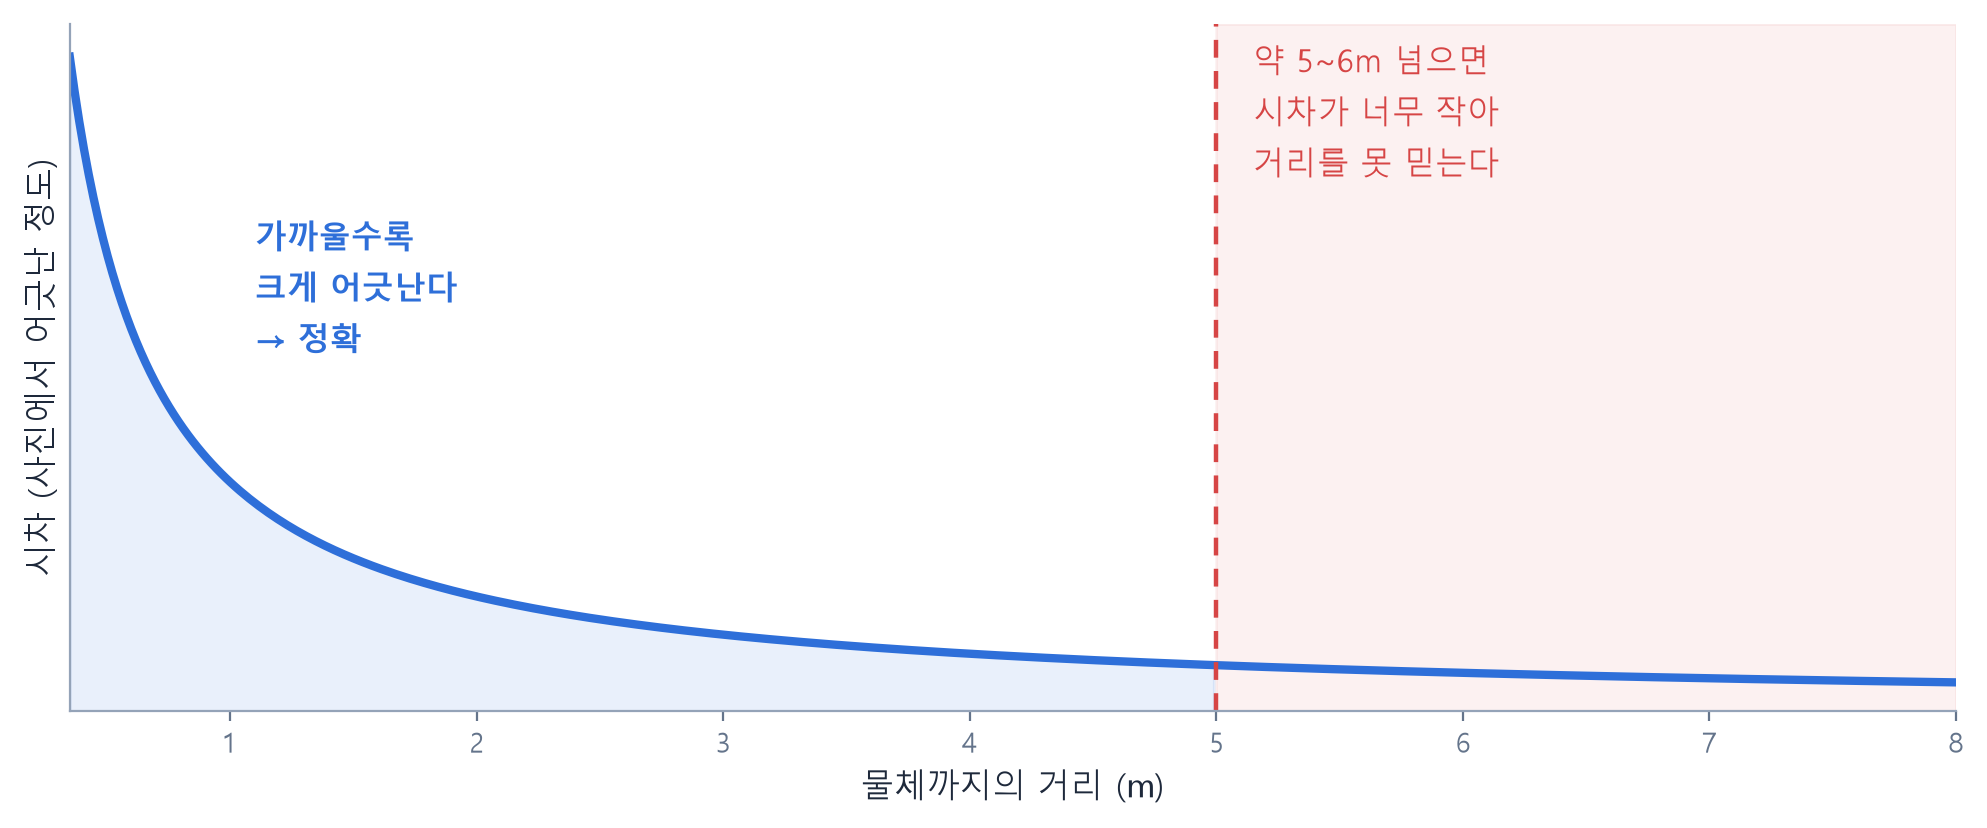 약 5~6m 넘으면
시차가 너무 작아
거리를 못 믿는다
가까울수록
크게 어긋난다
→ 정확
시차 (사진에서 어긋난 정도)
1 2 3 4 5 6 7 8
물체까지의 거리 (m)